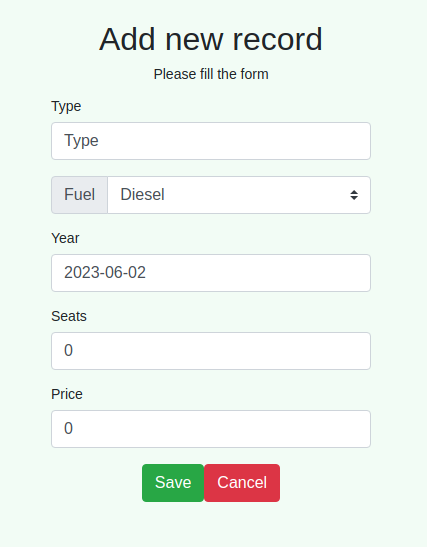 Add new record
Please fill the form
Type
Type
Fuel Diesel
Year
2023-06-02
Seats
0
Price
0
Save Cancel